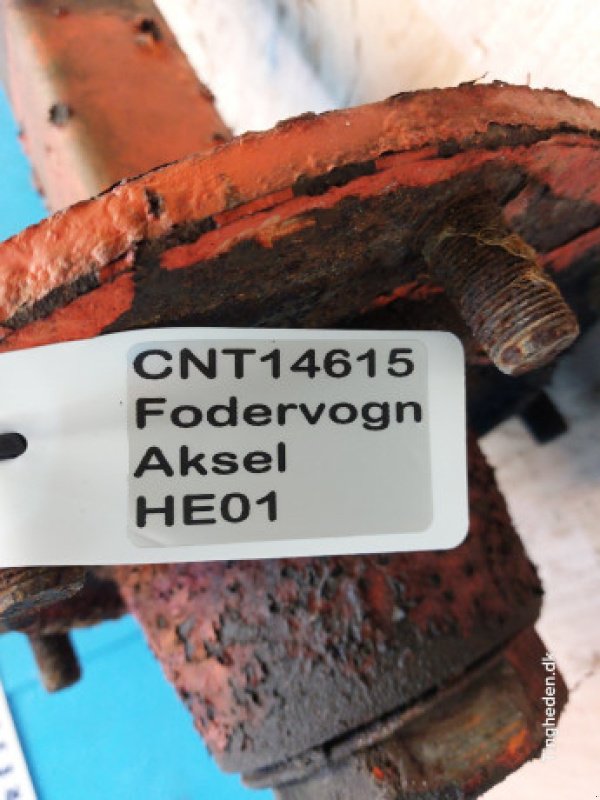 CNT14615
Fodervogn
Aksel
HE01